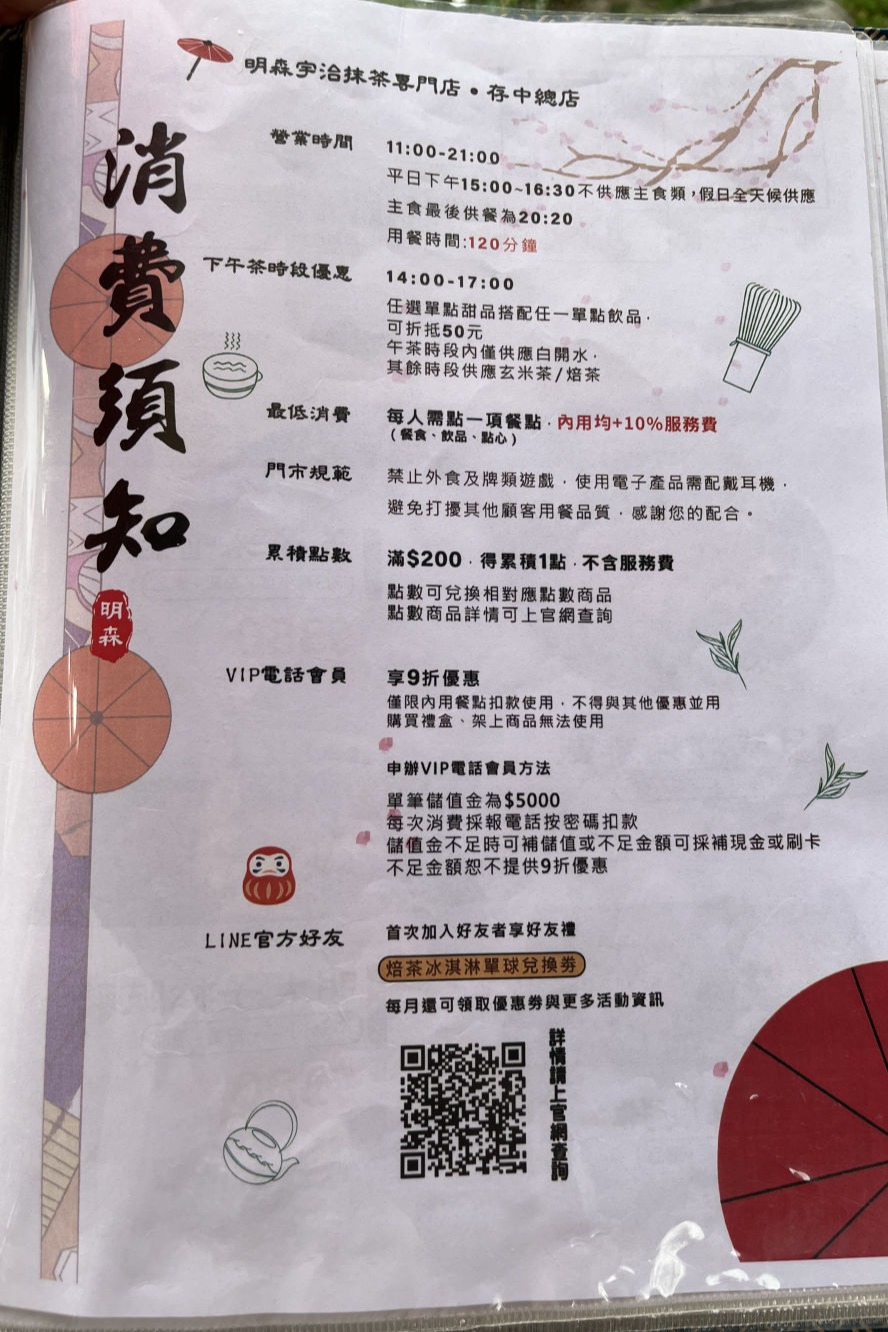 明森宇治抹茶專門店•存中總店
消費須知
明森
營業時間
11:00-21:00
平日下午15:00~16:30不供應主食類,假日全天候供應
主食最後供餐為20:20
用餐時間:120分鐘
下午茶時段優惠
14:00-17:00
任選單點甜品搭配任一單點飲品.
可折抵50元
午茶時段內僅供應白開水.
其餘時段供應玄米茶/焙茶
最低消費
每人需點一項餐點.內用均+10%服務費
(餐食、飲品、點心)
門市規範
禁止外食及牌類遊戲.使用電子產品需配戴耳機.
避免打擾其他顧客用餐品質.感謝您的配合。
累積點數
滿$200.得累積1點.不含服務費
點數可兌換相對應點數商品
點數商品詳情可上官網查詢
VIP電話會員
享9折優惠
僅限內用餐點扣款使用.不得與其他優惠並用
購買禮盒、架上商品無法使用
申辦VIP電話會員方法
單筆儲值金為$5000
每次消費採報電話按密碼扣款
儲值金不足時可補儲值或不足金額可採補現金或刷卡
不足金額恕不提供9折優惠
LINE官方好友
首次加入好友者享好友禮
焙茶冰淇淋單球兌換券
每月還可領取優惠券與更多活動資訊
詳情請上官網查詢